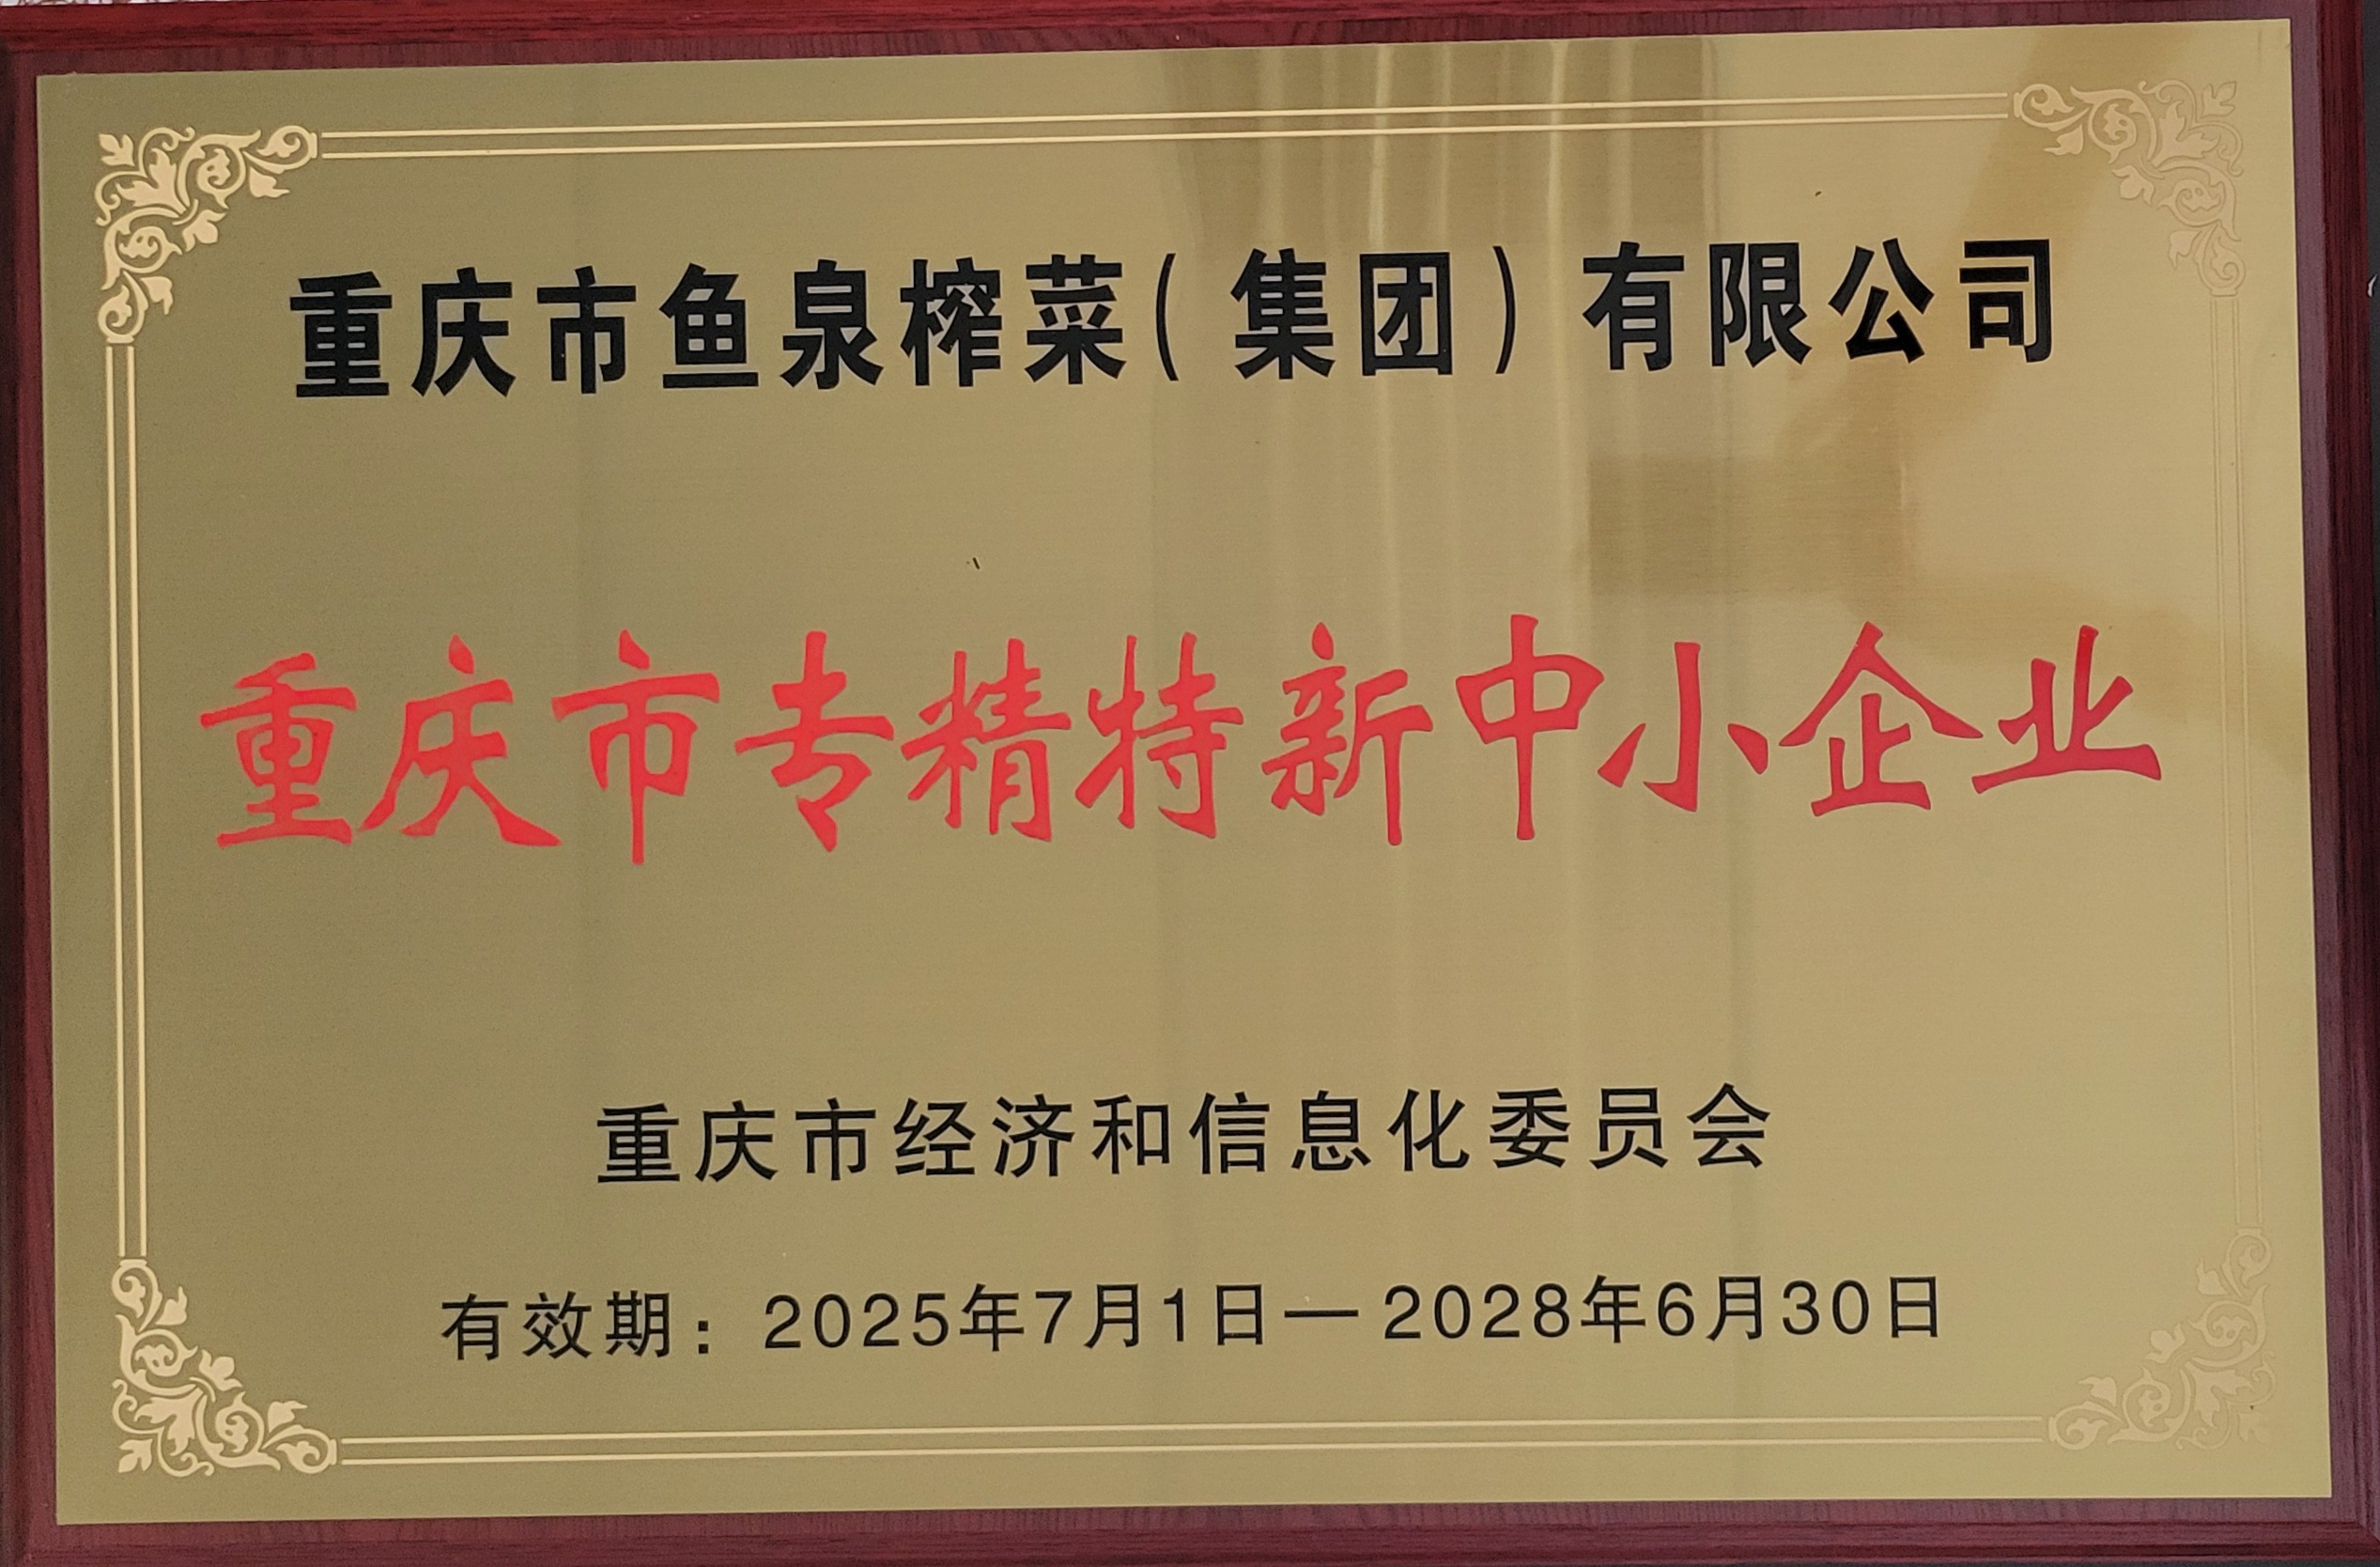 重庆市鱼泉榨菜(集团)有限公司
重庆市专精特新中小企业
重庆市经济和信息化委员会
有效期：2025年7月1日—2028年6月30日